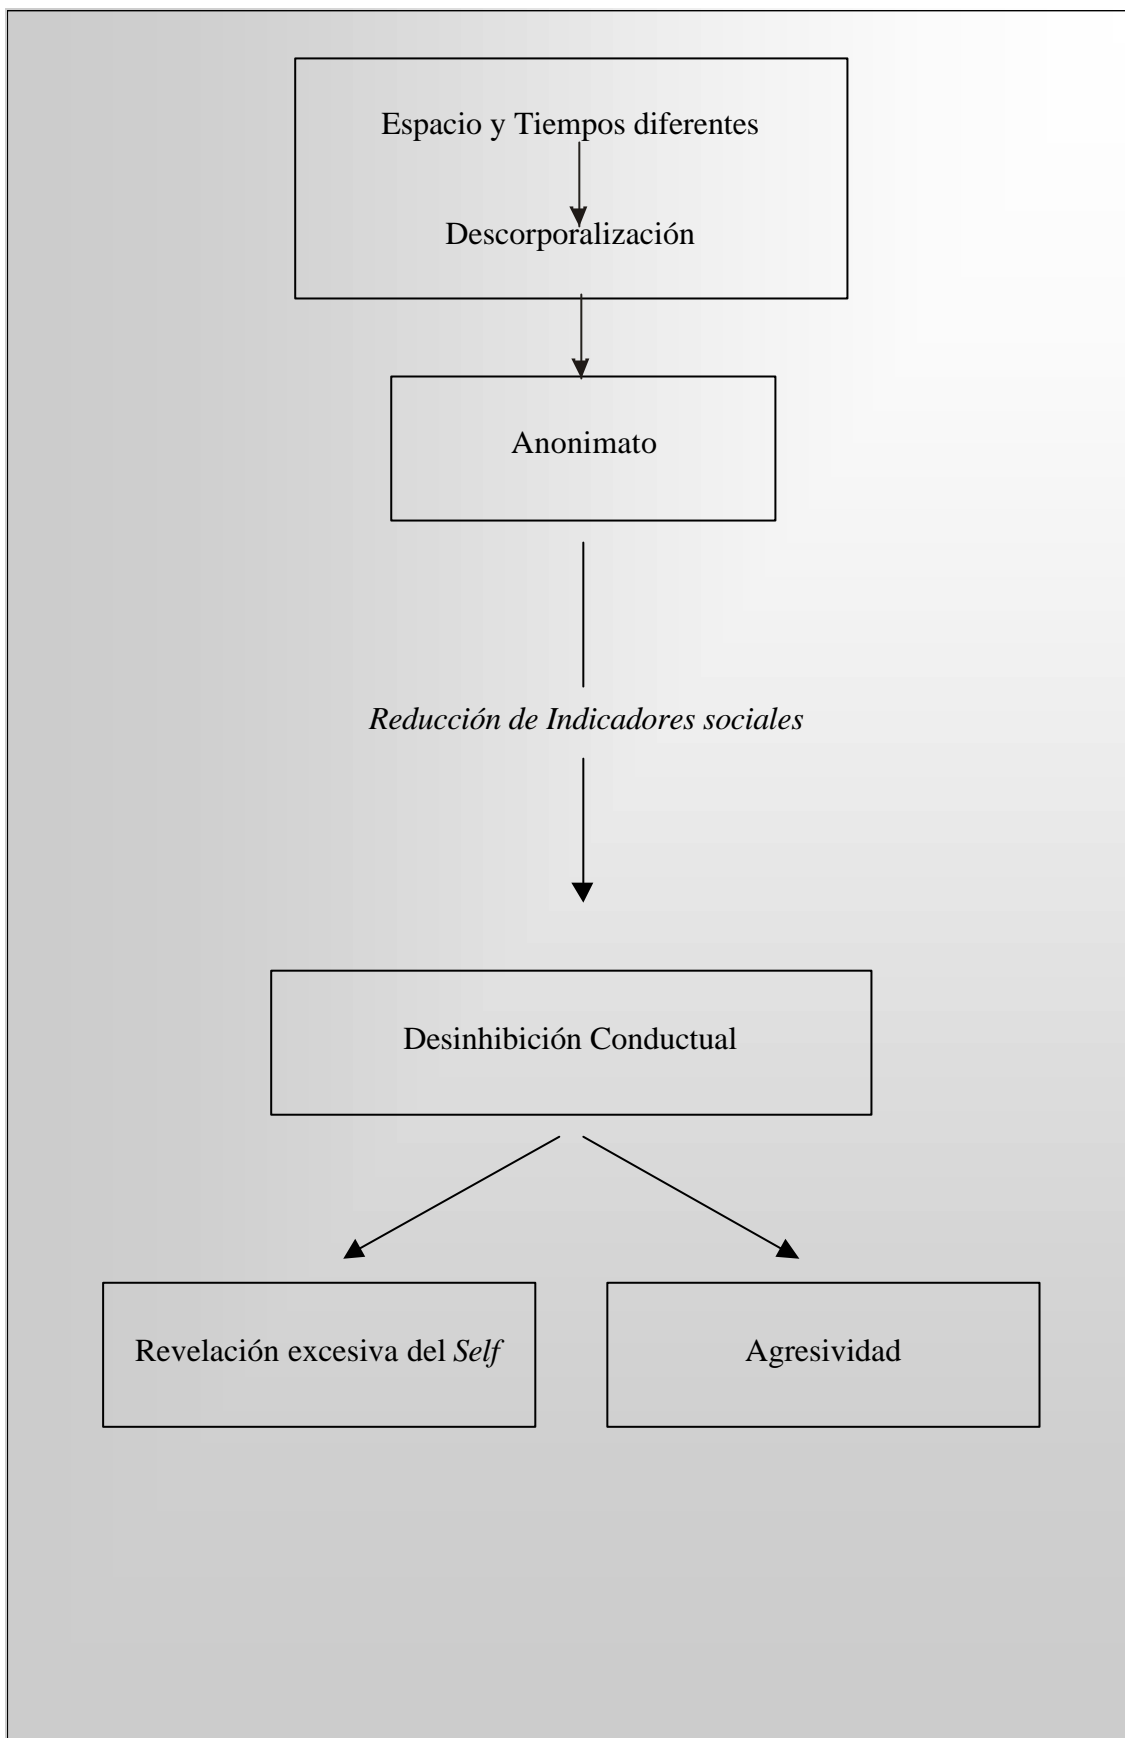 Espacio y Tiempos diferentes
Descorporalización
Anonimato
Reducción de Indicadores sociales
Desinhibición Conductual
Revelación excesiva del Self
Agresividad